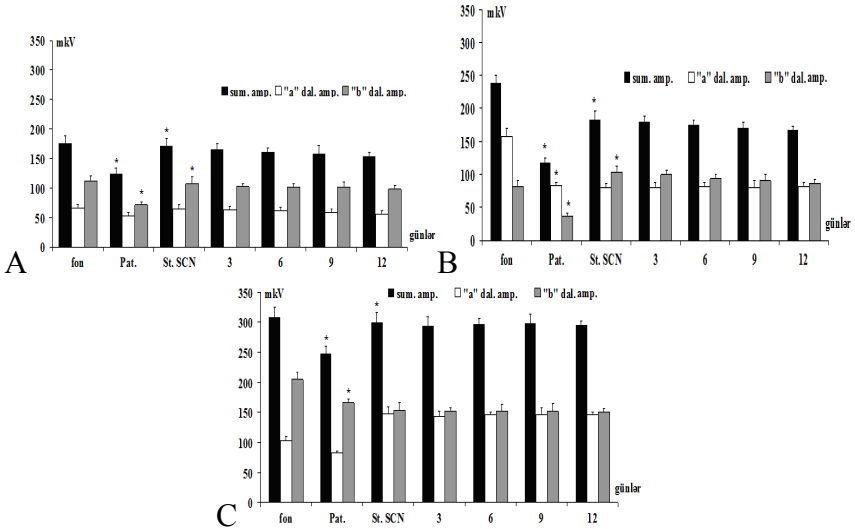 mkV
350
300
250
200
150
100
50
0
sum. amp. "a" dal. amp. "b" dal. amp.
* * * *
fon Pat. St. SCN 3 6 9 12
günlər
A
mkV
350
300
250
200
150
100
50
0
sum. amp. "a" dal. amp. "b" dal. amp.
* * * * *
fon Pat. St. SCN 3 6 9 12
günlər
B
mkV
350
300
250
200
150
100
50
0
sum. amp. "a" dal. amp. "b" dal. amp.
* * *
fon Pat. St. SCN 3 6 9 12
günlər
C